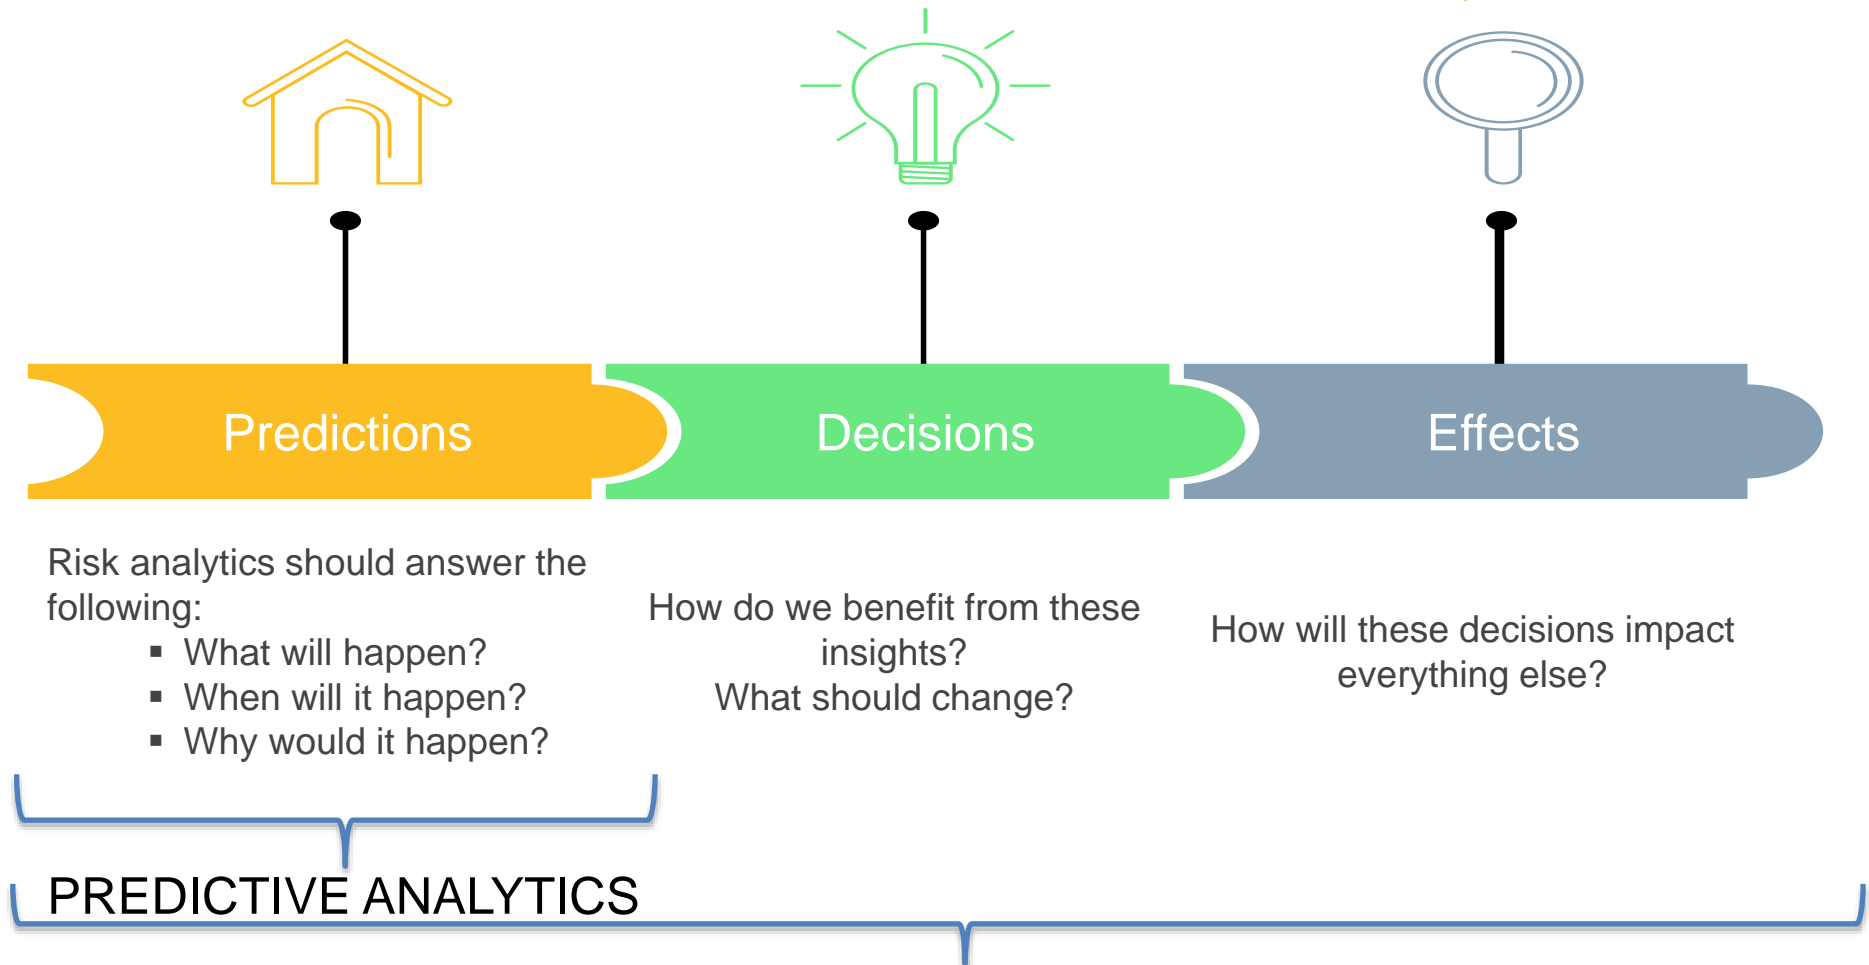 Predictions
Decisions
Effects
Risk analytics should answer the
following:
▪ What will happen?
▪ When will it happen?
▪ Why would it happen?
How do we benefit from these
insights?
What should change?
How will these decisions impact
everything else?
PREDICTIVE ANALYTICS